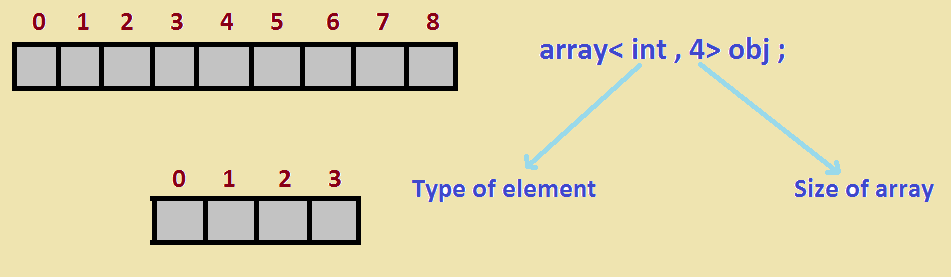 0 1 2 3 4 5 6 7 8
array< int , 4> obj ;
0 1 2 3
Type of element
Size of array